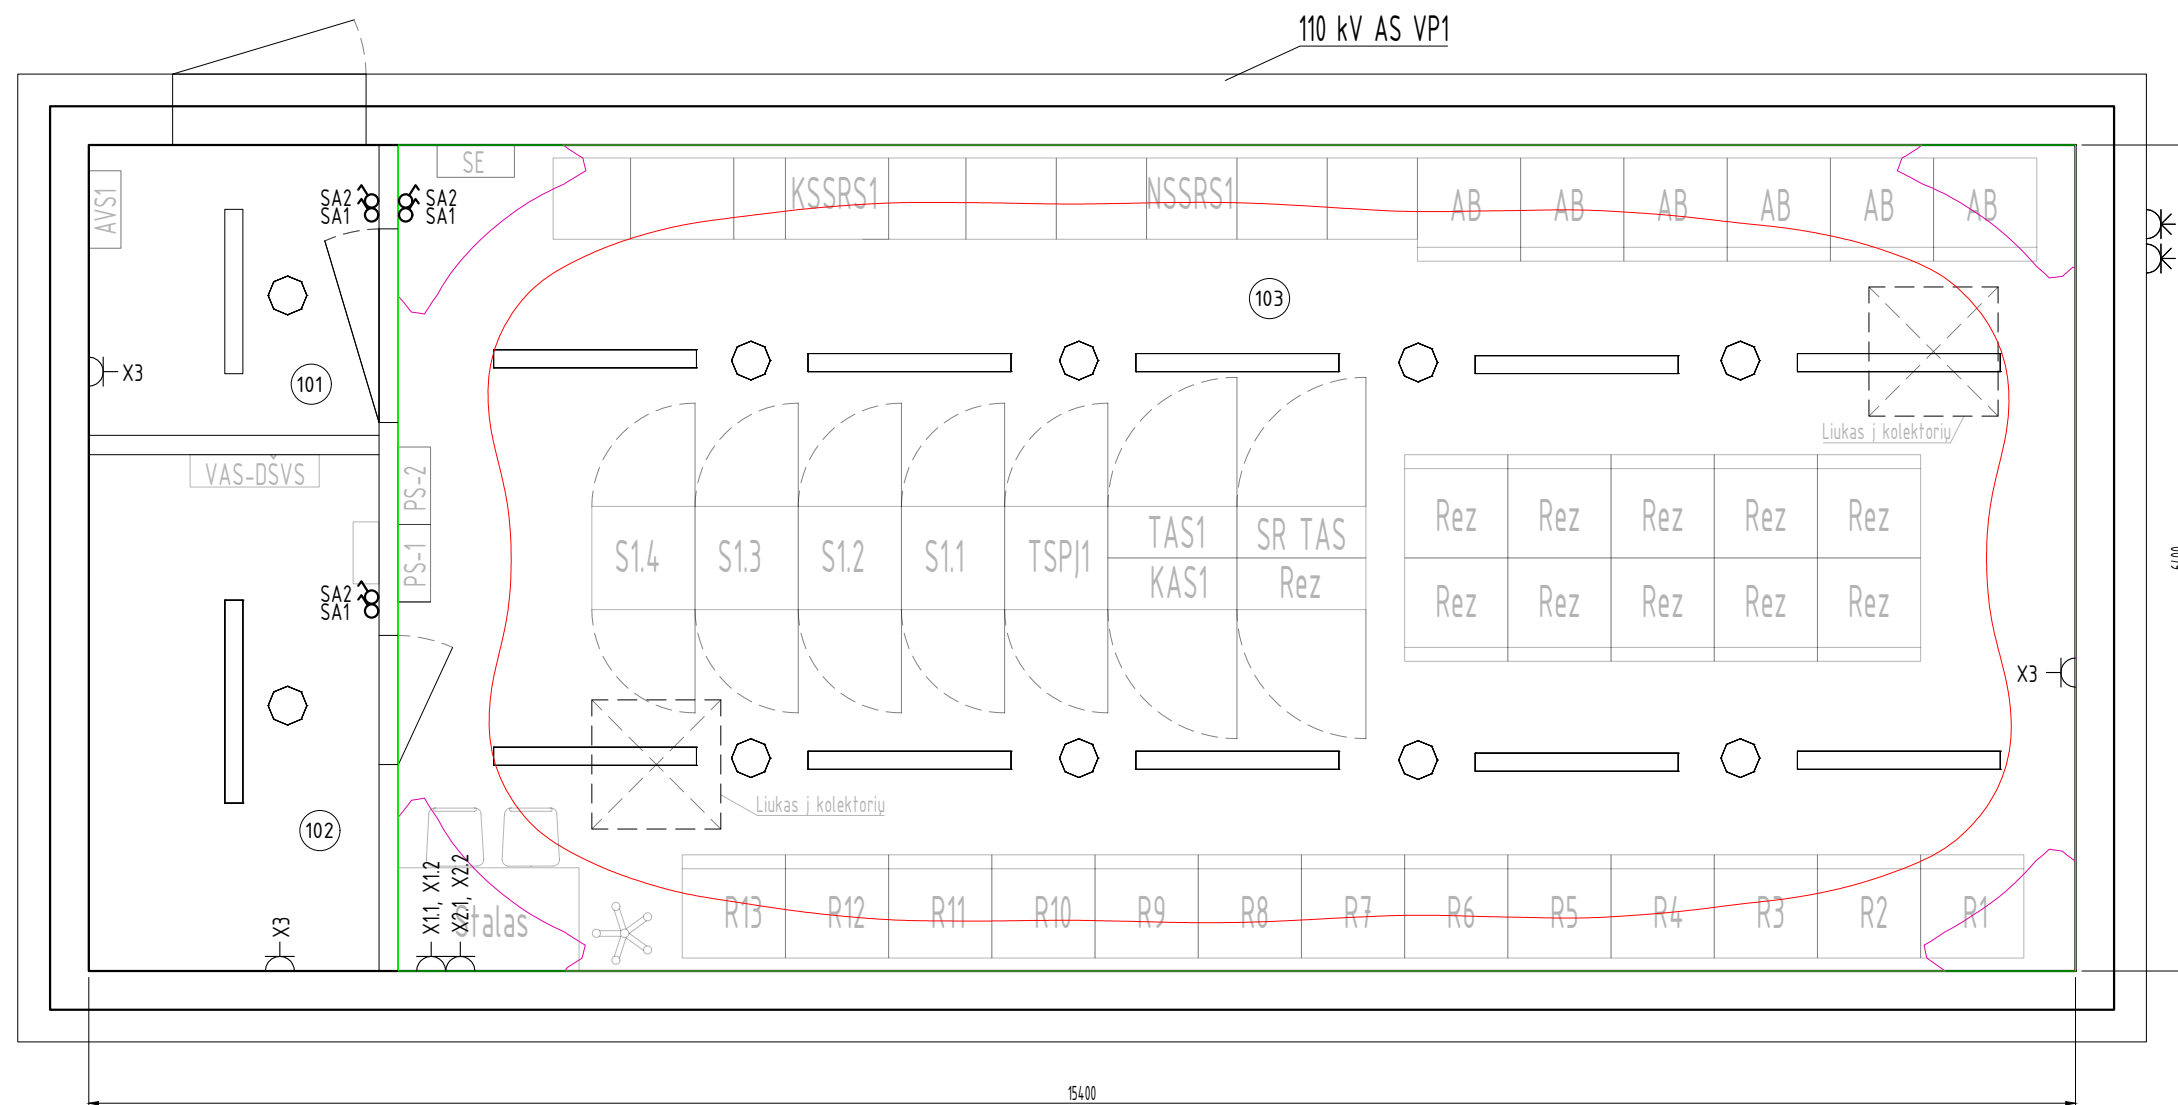 110 kV AS VP1
SE
AVS1
SA2
SA1
SA2
SA1
KSSRS1
NSSRS1
AB
AB
AB
AB
AB
AB
103
X3
101
Liukas į kolektorių
VAS-DŠVS
PS-2
PS-1
SA2
SA1
S1.4
S1.3
S1.2
S1.1
TSPJ1
TAS1
SR TAS
KAS1
Rez
Rez
Rez
Rez
Rez
Rez
Rez
Rez
Rez
Rez
Rez
X3
Liukas į kolektorių
102
X3
X1.1, X1.2
X2.1, X2.2
Stalas
R13
R12
R11
R10
R9
R8
R7
R6
R5
R4
R3
R2
R1
15400